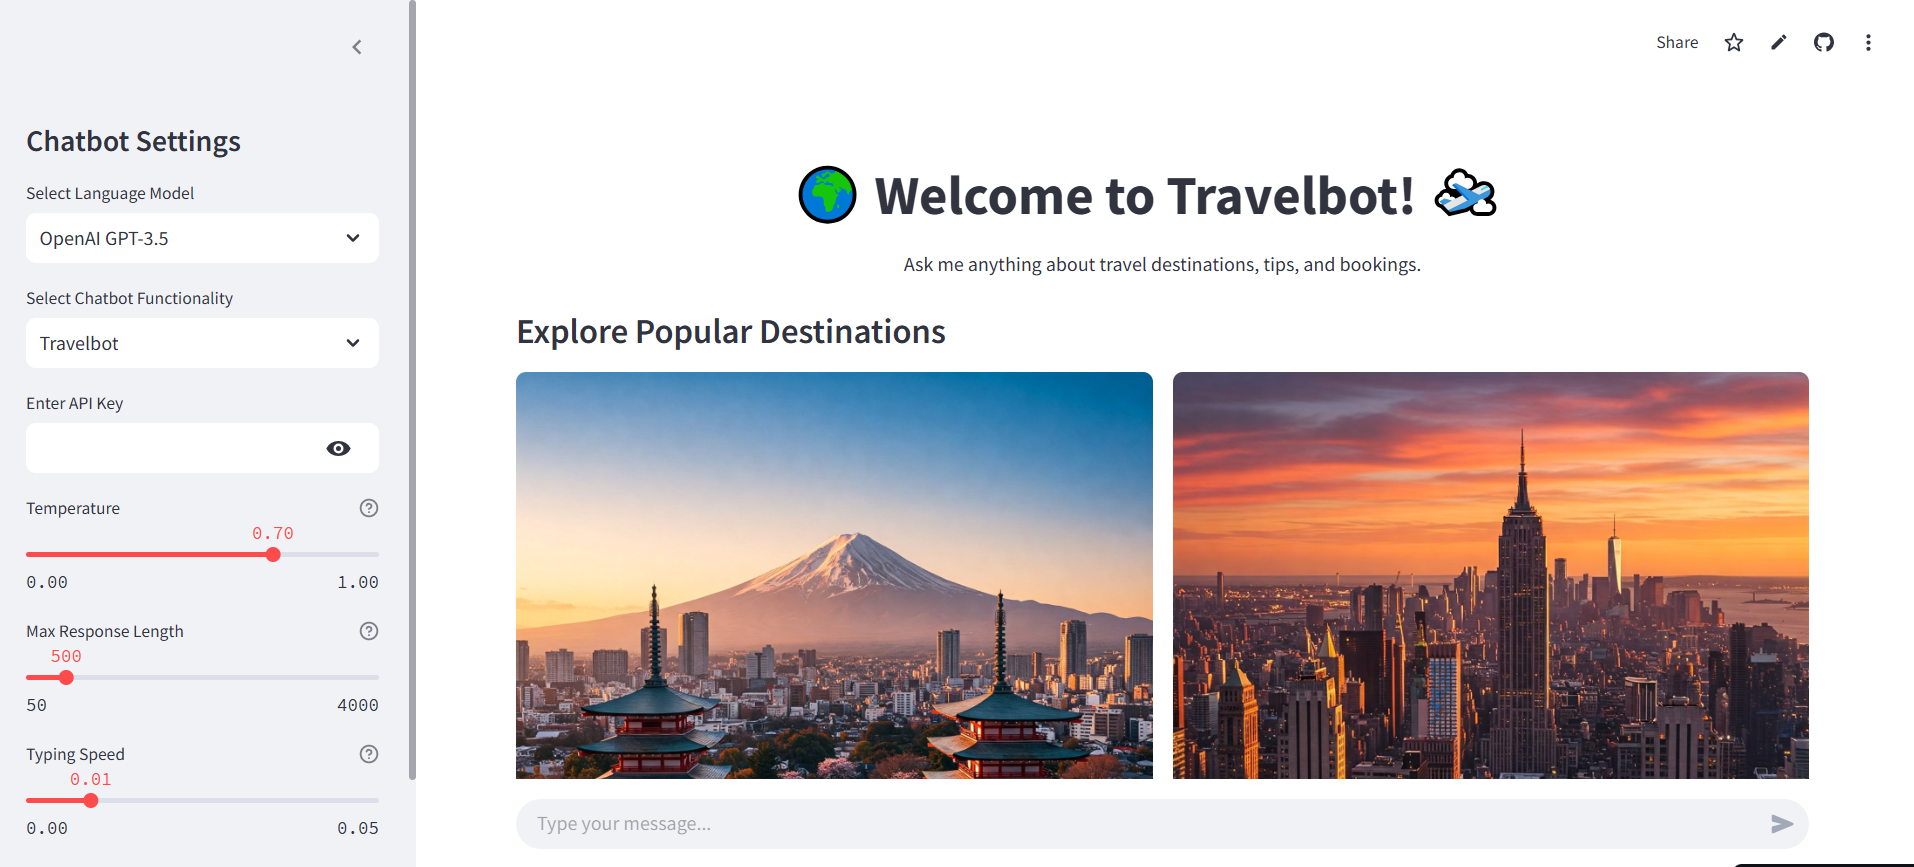 Share
Chatbot Settings
Select Language Model
OpenAI GPT-3.5
Select Chatbot Functionality
Travelbot
Enter API Key
Temperature
0.70
0.00 1.00
Max Response Length
500
50 4000
Typing Speed
0.01
0.00 0.05
Welcome to Travelbot!
Ask me anything about travel destinations, tips, and bookings.
Explore Popular Destinations
Type your message...